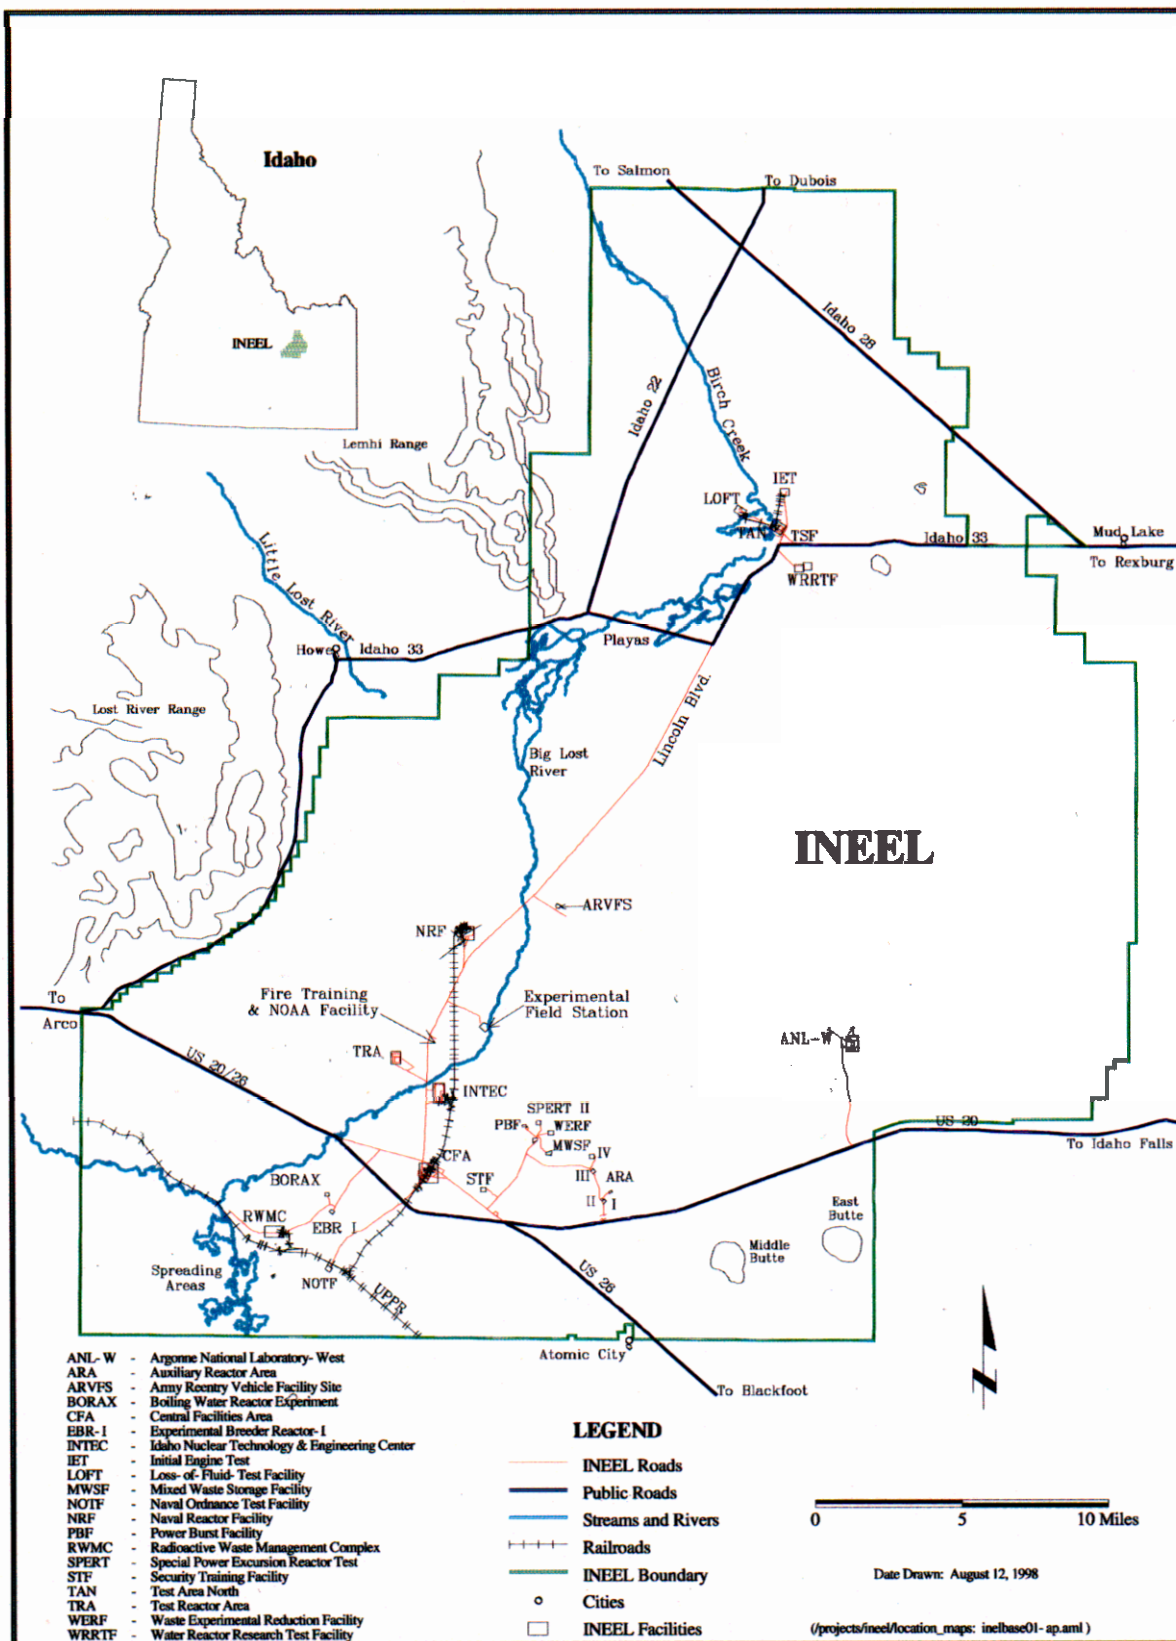 Idaho
INEEL
To Salmon
To Dubois
Idaho 28
Idaho 22
Birch Creek
Lemhi Range
IET
LOFT
TAN
TSF
Idaho 33
Mud Lake
To Rexburg
WRRTF
Little Lost River
Howe
Idaho 33
Playas
Lincoln Blvd.
Lost River Range
Big Lost
River
INEEL
ARVFS
NRF
To
Arco
Fire Training
& NOAA Facility
Experimental
Field Station
ANL-W
US 20/26
TRA
INTEC
SPERT II
PBF
WERF
MWSF
IV
III
ARA
II
I
US 20
To Idaho Falls
CFA
STF
BORAX
RWMC
EBR I
East
Butte
Middle
Butte
Spreading
Areas
NOTF
UPPR
US 26
Atomic City
To Blackfoot
ANL-W - Argonne National Laboratory-West
ARA - Auxiliary Reactor Area
ARVFS - Army Reentry Vehicle Facility Site
BORAX - Boiling Water Reactor Experiment
CFA - Central Facilities Area
EBR-I - Experimental Breeder Reactor-I
INTEC - Idaho Nuclear Technology & Engineering Center
IET - Initial Engine Test
LOFT - Loss-of-Fluid-Test Facility
MWSF - Mixed Waste Storage Facility
NOTF - Naval Ordnance Test Facility
NRF - Naval Reactor Facility
PBF - Power Burst Facility
RWMC - Radioactive Waste Management Complex
SPERT - Special Power Excursion Reactor Test
STF - Security Training Facility
TAN - Test Area North
TRA - Test Reactor Area
WERF - Waste Experimental Reduction Facility
WRRTF - Water Reactor Research Test Facility
LEGEND
INEEL Roads
Public Roads
Streams and Rivers
Railroads
INEEL Boundary
Cities
INEEL Facilities
0 5 10 Miles
Date Drawn: August 12, 1998
(/projects/ineel/location_maps: inelbase01-ap.aml )